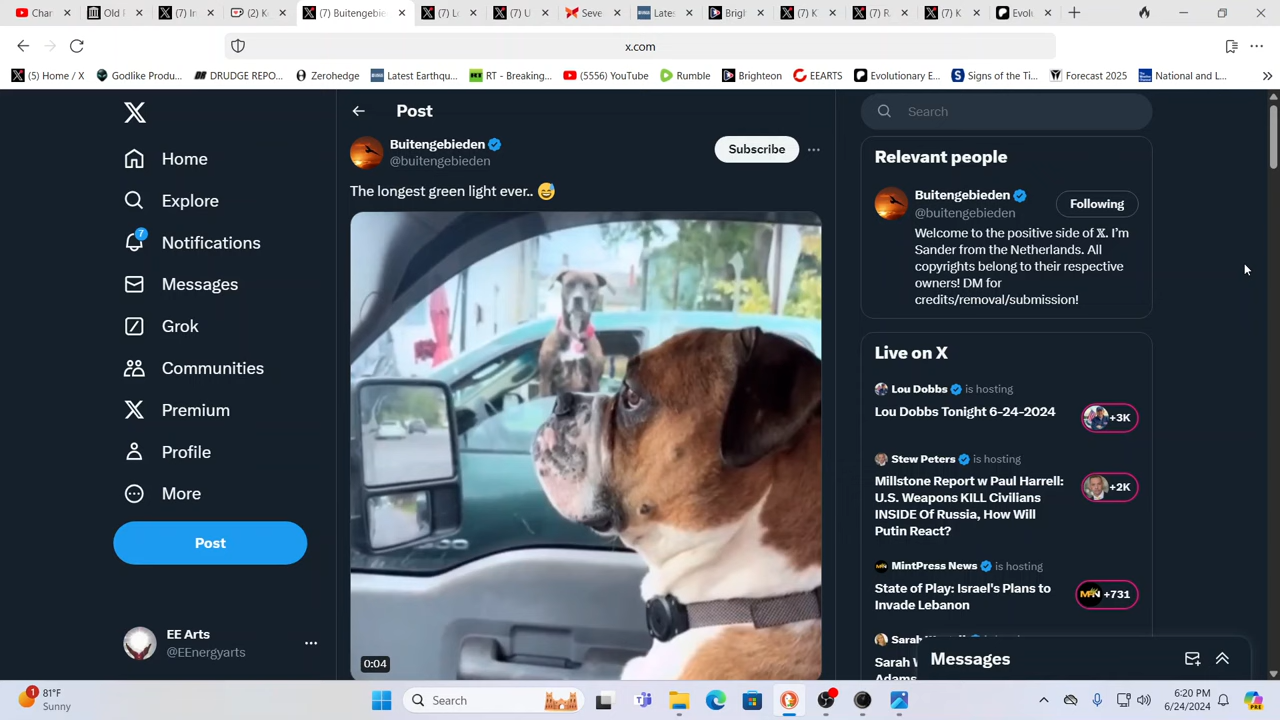 Char
Old I
(7) In
(2) K
(7) Buitengebie
(7)
(7) U
Seve
Lates
Brigh
(7) K
(7) K
(7) K
Evolu
x.com
(5) Home / X
Godlike Produ...
DRUDGE REPO...
Zerohedge
Latest Earthqu...
RT - Breaking...
(5556) YouTube
Rumble
Brighteon
EEARTS
Evolutionary E...
Signs of the Ti...
Forecast 2025
National and L...
Home
Explore
7
Notifications
Messages
Grok
Communities
Premium
Profile
More
Post
EE Arts
@EEnergyarts
Post
Buitengebieden
@buitengebieden
Subscribe
The longest green light ever.. 😅
0:04
Search
Relevant people
Buitengebieden
@buitengebieden
Following
Welcome to the positive side of 𝕏. I'm
Sander from the Netherlands. All
copyrights belong to their respective
owners! DM for
credits/removal/submission!
Live on X
Lou Dobbs is hosting
Lou Dobbs Tonight 6-24-2024
+3K
Stew Peters is hosting
Millstone Report w Paul Harrell:
U.S. Weapons KILL Civilians
INSIDE Of Russia, How Will
Putin React?
+2K
MintPress News is hosting
State of Play: Israel's Plans to
Invade Lebanon
+731
Sarah
Sarah W
Adams
Messages
1
81°F
Sunny
Search
6:20 PM
6/24/2024